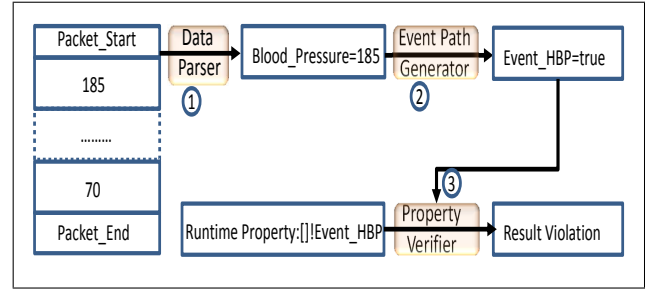 Packet_Start
185
.........
70
Packet_End
Data
Parser
1
Blood_Pressure=185
Event Path
Generator
2
Event_HBP=true
3
Runtime Property:[]!Event_HBP
Property
Verifier
Result Violation